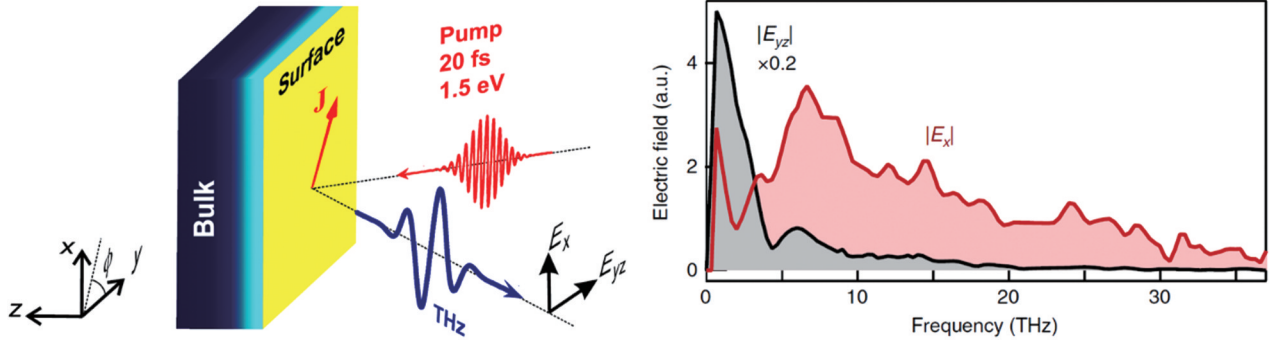 Surface
J
Bulk
Pump
20 fs
1.5 eV
x
ϕ
y
z
THz
E_x
E_yz
|E_yz|
×0.2
|E_x|
Electric field (a.u.)
4
2
0
0
10
20
30
Frequency (THz)